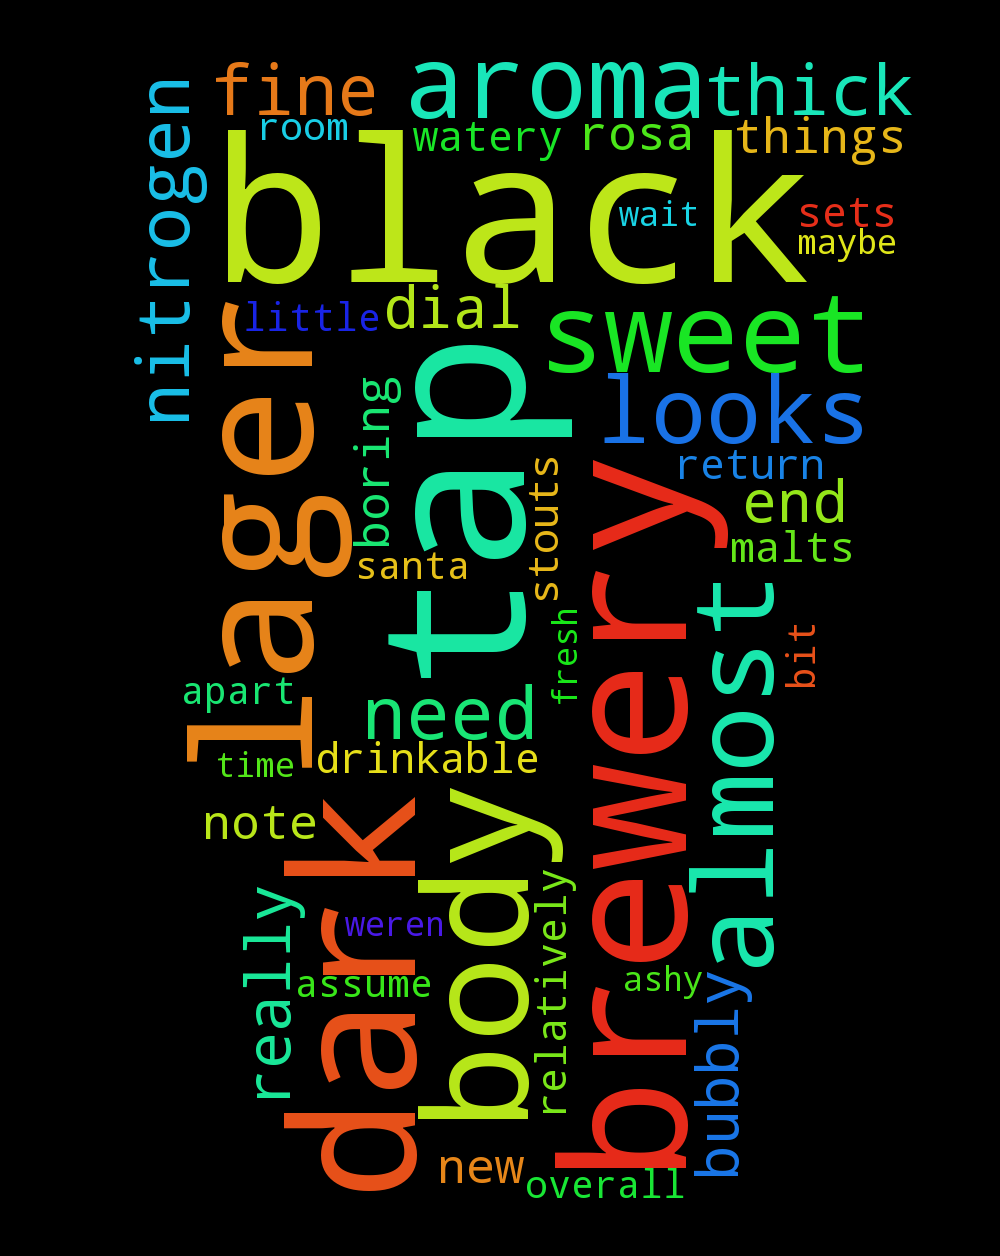 nitrogen
fine
aroma
thick
room
watery
rosa
things
black
wait
sets
maybe
little
dial
sweet
lager
tap
looks
boring
return
stouts
end
santa
malts
brewery
almost
fresh
bit
apart
need
time
drinkable
note
dark
body
really
weren
relatively
assume
ashy
bubbly
new
overall